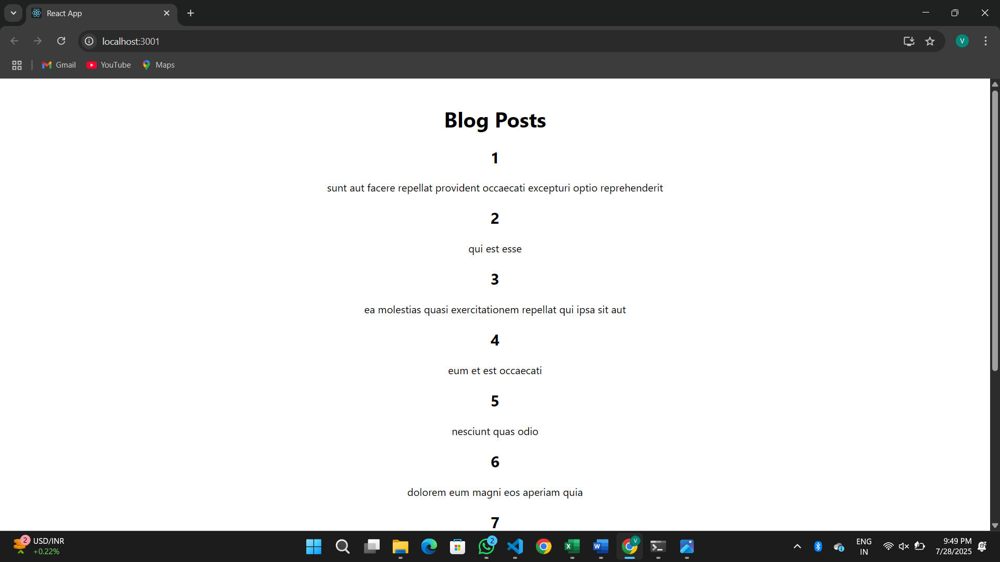 React App
localhost:3001
V
Gmail
YouTube
Maps
Blog Posts
1
sunt aut facere repellat provident occaecati excepturi optio reprehenderit
2
qui est esse
3
ea molestias quasi exercitationem repellat qui ipsa sit aut
4
eum et est occaecati
5
nesciunt quas odio
6
dolorem eum magni eos aperiam quia
7
2
USD/INR
+0.22%
2
V
ENG
IN
9:49 PM
7/28/2025